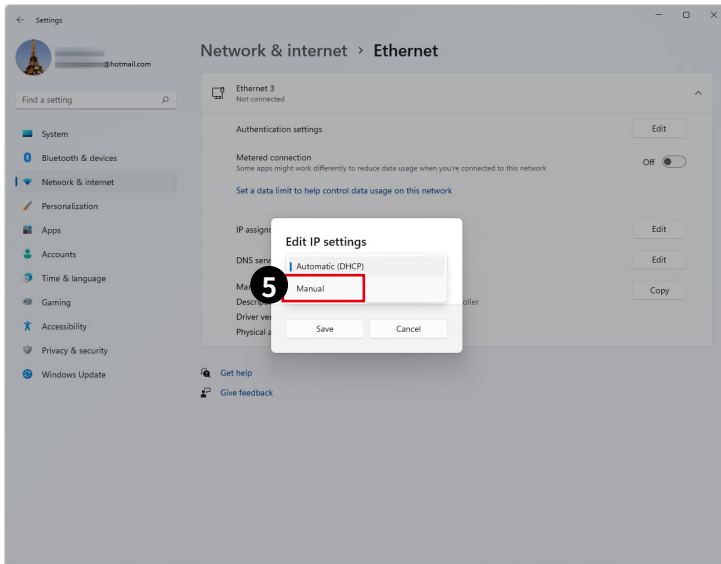 Settings
@hotmail.com
Find a setting
System
Bluetooth & devices
Network & internet
Personalization
Apps
Accounts
Time & language
Gaming
Accessibility
Privacy & security
Windows Update
Network & internet > Ethernet
Ethernet 3
Not connected
Authentication settings
Edit
Metered connection
Some apps might work differently to reduce data usage when you're connected to this network
Off
Set a data limit to help control data usage on this network
IP
Edit
DNS
Edit
Copy
Edit IP settings
Automatic (DHCP)
5
Manual
Driver
Physical
Save
Cancel
Get help
Give feedback